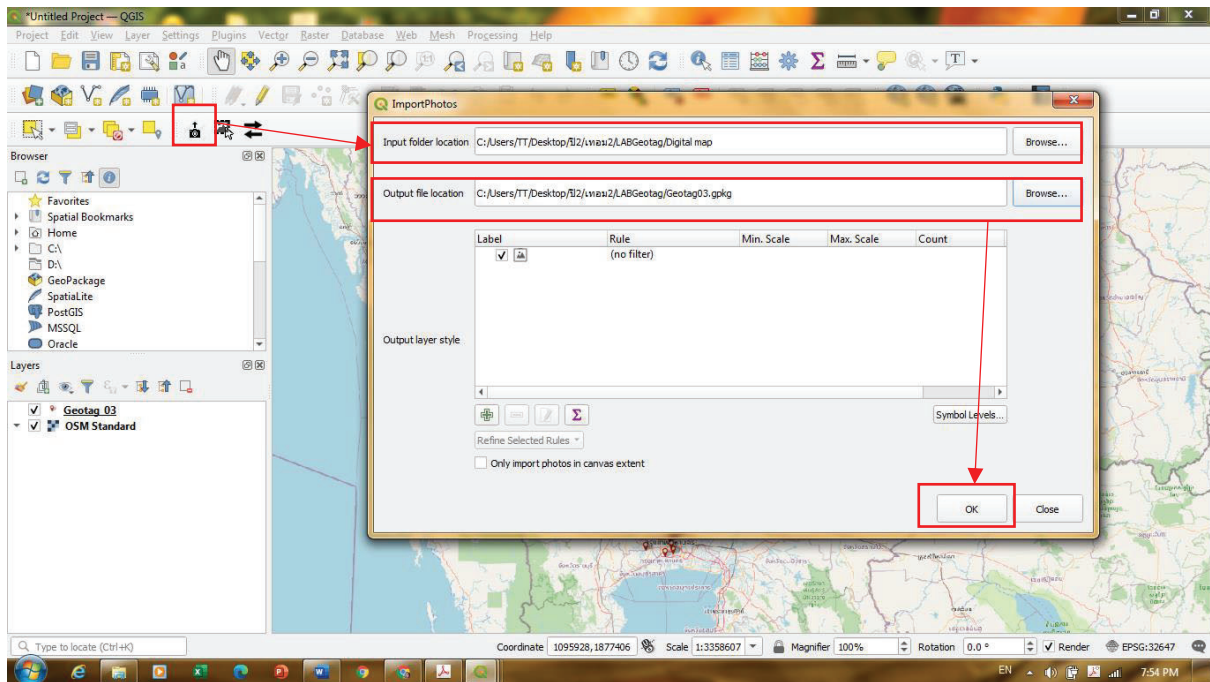 *Untitled Project — QGIS
Project Edit View Layer Settings Plugins Vector Raster Database Web Mesh Processing Help
ImportPhotos
Input folder location C:/Users/TT/Desktop/ปี2/เทอม2/LABGeotag/Digital map Browse...
Output file location C:/Users/TT/Desktop/ปี2/เทอม2/LABGeotag/Geotag03.gpkg Browse...
Label Rule Min. Scale Max. Scale Count
(no filter)
Output layer style
Symbol Levels...
Refine Selected Rules
Only import photos in canvas extent
OK Close
Browser
Favorites
Spatial Bookmarks
Home
C:\
D:\
GeoPackage
SpatiaLite
PostGIS
MSSQL
Oracle
Layers
Geotag 03
OSM Standard
Type to locate (Ctrl+K) Coordinate 1095928,1877406 Scale 1:3358607 Magnifier 100% Rotation 0.0 ° Render EPSG:32647
EN 7:54 PM